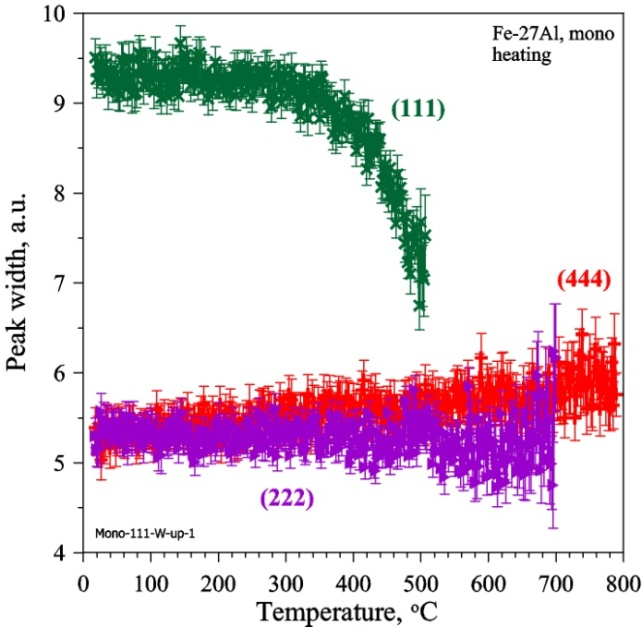 10
9
8
7
6
5
4
Peak width, a.u.
Fe-27Al, mono
heating
(111)
(444)
(222)
Mono-111-W-up-1
0 100 200 300 400 500 600 700 800
Temperature, °C